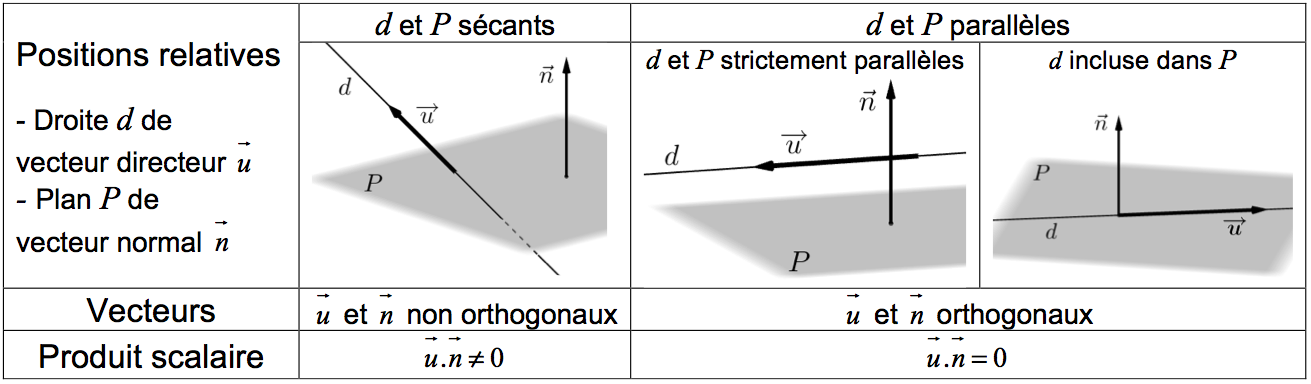 Positions relatives
- Droite d de
vecteur directeur u⃗
- Plan P de
vecteur normal n⃗
d et P sécants
d et P parallèles
d et P strictement parallèles
d incluse dans P
d
u⃗
n⃗
P
n⃗
u⃗
d
P
n⃗
P
d
u⃗
Vecteurs
u⃗ et n⃗ non orthogonaux
u⃗ et n⃗ orthogonaux
Produit scalaire
u⃗.n⃗ ≠ 0
u⃗.n⃗ = 0